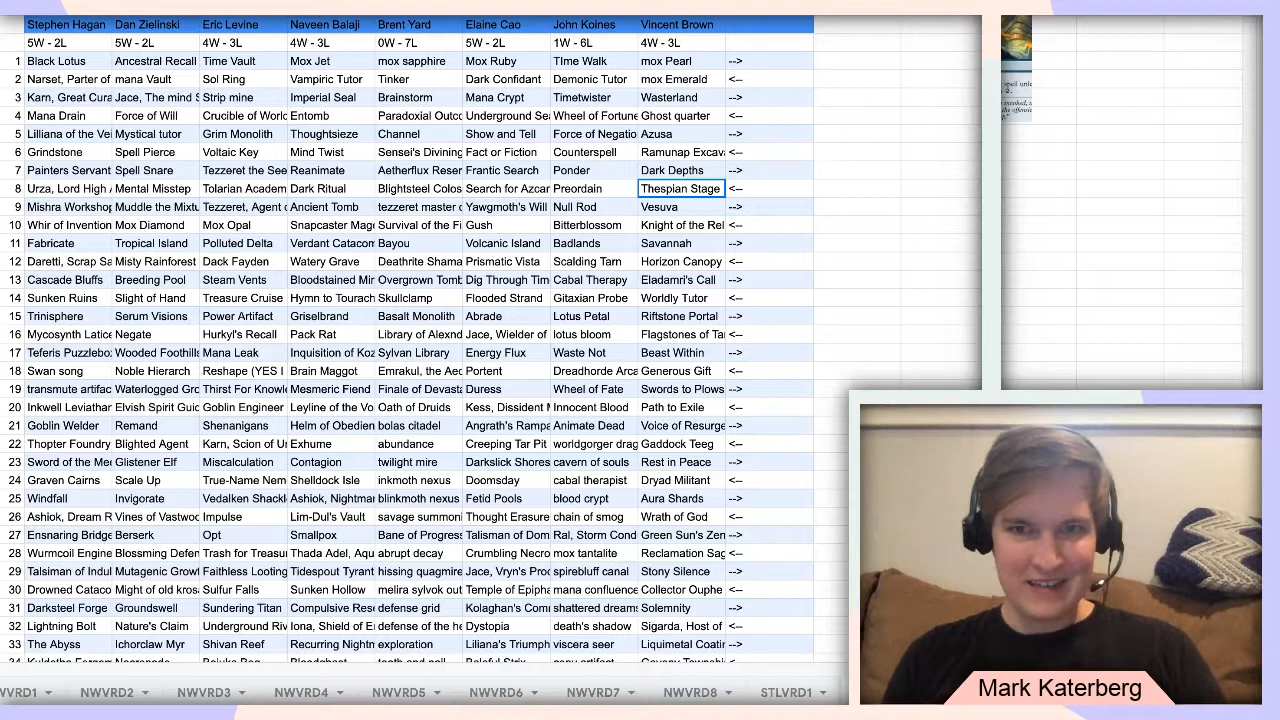 Stephen Hagan Dan Zielinski Eric Levine Naveen Balaji Brent Yard Elaine Cao John Koines Vincent Brown
5W - 2L 5W - 2L 4W - 3L 4W - 3L 0W - 7L 5W - 2L 1W - 6L 4W - 3L
1 Black Lotus Ancestral Recall Time Vault Mox Jet mox sapphire Mox Ruby TIme Walk mox Pearl -->
2 Narset, Parter of mana Vault Sol Ring Vampiric Tutor Tinker Dark Confidant Demonic Tutor mox Emerald <--
3 Karn, Great Cura Jace, The mind S Strip mine Imperial Seal Brainstorm Mana Crypt Timetwister Wasterland -->
4 Mana Drain Force of Will Crucible of World Entomb Paradoxial Outco Underground Sea Wheel of Fortune Ghost quarter <--
5 Lilliana of the Vei Mystical tutor Grim Monolith Thoughtsieze Channel Show and Tell Force of Negatio Azusa -->
6 Grindstone Spell Pierce Voltaic Key Mind Twist Sensei's Divining Fact or Fiction Counterspell Ramunap Excava <--
7 Painters Servant Spell Snare Tezzeret the See Reanimate Aetherflux Reser Frantic Search Ponder Dark Depths -->
8 Urza, Lord High A Mental Misstep Tolarian Academ Dark Ritual Blightsteel Colos Search for Azcan Preordain Thespian Stage <--
9 Mishra Workshop Muddle the Mixtu Tezzeret, Agent o Ancient Tomb tezzeret master o Yawgmoth's Will Null Rod Vesuva -->
10 Whir of Invention Mox Diamond Mox Opal Snapcaster Mage Survival of the Fi Gush Bitterblossom Knight of the Rel <--
11 Fabricate Tropical Island Polluted Delta Verdant Catacom Bayou Volcanic Island Badlands Savannah -->
12 Daretti, Scrap Sa Misty Rainforest Dack Fayden Watery Grave Deathrite Shama Prismatic Vista Scalding Tarn Horizon Canopy <--
13 Cascade Bluffs Breeding Pool Steam Vents Bloodstained Mir Overgrown Tomb Dig Through Tim Cabal Therapy Eladamri's Call -->
14 Sunken Ruins Slight of Hand Treasure Cruise Hymn to Tourach Skullclamp Flooded Strand Gitaxian Probe Worldly Tutor <--
15 Trinisphere Serum Visions Power Artifact Griselbrand Basalt Monolith Abrade Lotus Petal Riftstone Portal -->
16 Mycosynth Lattic Negate Hurkyl's Recall Pack Rat Library of Alexnd Jace, Wielder of lotus bloom Flagstones of Tra <--
17 Teferis Puzzlebo Wooded Foothill Mana Leak Inquisition of Koz Sylvan Library Energy Flux Waste Not Beast Within -->
18 Swan song Noble Hierarch Reshape (YES I Brain Maggot Emrakul, the Aeo Portent Dreadhorde Arca Generous Gift <--
19 transmute artifac Waterlogged Gro Thirst For Knowle Mesmeric Fiend Finale of Devasta Duress Wheel of Fate Swords to Plows -->
20 Inkwell Leviathan Elvish Spirit Guid Goblin Engineer Leyline of the Vo Oath of Druids Kess, Dissident M Innocent Blood Path to Exile <--
21 Goblin Welder Remand Shenanigans Helm of Obedien bolas citadel Angrath's Rampa Animate Dead Voice of Resurge -->
22 Thopter Foundry Blighted Agent Karn, Scion of U Exhume abundance Creeping Tar Pit worldgorger drag Gaddock Teeg <--
23 Sword of the Mee Glistener Elf Miscalculation Contagion twilight mire Darkslick Shores cavern of souls Rest in Peace -->
24 Graven Cairns Scale Up True-Name Nem Shelldock Isle inkmoth nexus Doomsday cabal therapist Dryad Militant <--
25 Windfall Invigorate Vedalken Shackl Ashiok, Nightmar blinkmoth nexus Fetid Pools blood crypt Aura Shards -->
26 Ashiok, Dream R Vines of Vastwoo Impulse Lim-Dul's Vault savage summoni Thought Erasure chain of smog Wrath of God <--
27 Ensnaring Bridge Berserk Opt Smallpox Bane of Progress Talisman of Dom Ral, Storm Cond Green Sun's Zen -->
28 Wurmcoil Engine Blossming Defen Trash for Treasu Thada Adel, Aqu abrupt decay Crumbling Necro mox tantalite Reclamation Sag <--
29 Talsiman of Indul Mutagenic Growt Faithless Looting Tidespout Tyrant hissing quagmire Jace, Vryn's Pro spirebluff canal Stony Silence -->
30 Drowned Cataco Might of old kros Sulfur Falls Sunken Hollow melira sylvok out Temple of Epipha mana confluence Collector Ouphe <--
31 Darksteel Forge Groundswell Sundering Titan Compulsive Rese defense grid Kolaghan's Com shattered dreams Solemnity -->
32 Lightning Bolt Nature's Claim Underground Riv Iona, Shield of E defense of the he Dystopia death's shadow Sigarda, Host of <--
33 The Abyss Ichorclaw Myr Shivan Reef Recurring Nightm exploration Liliana's Triumph viscera seer Liquimetal Coatin -->
WVRD1 NWVRD2 NWVRD3 NWVRD4 NWVRD5 NWVRD6 NWVRD7 NWVRD8 STLVRD1
Mark Katerberg